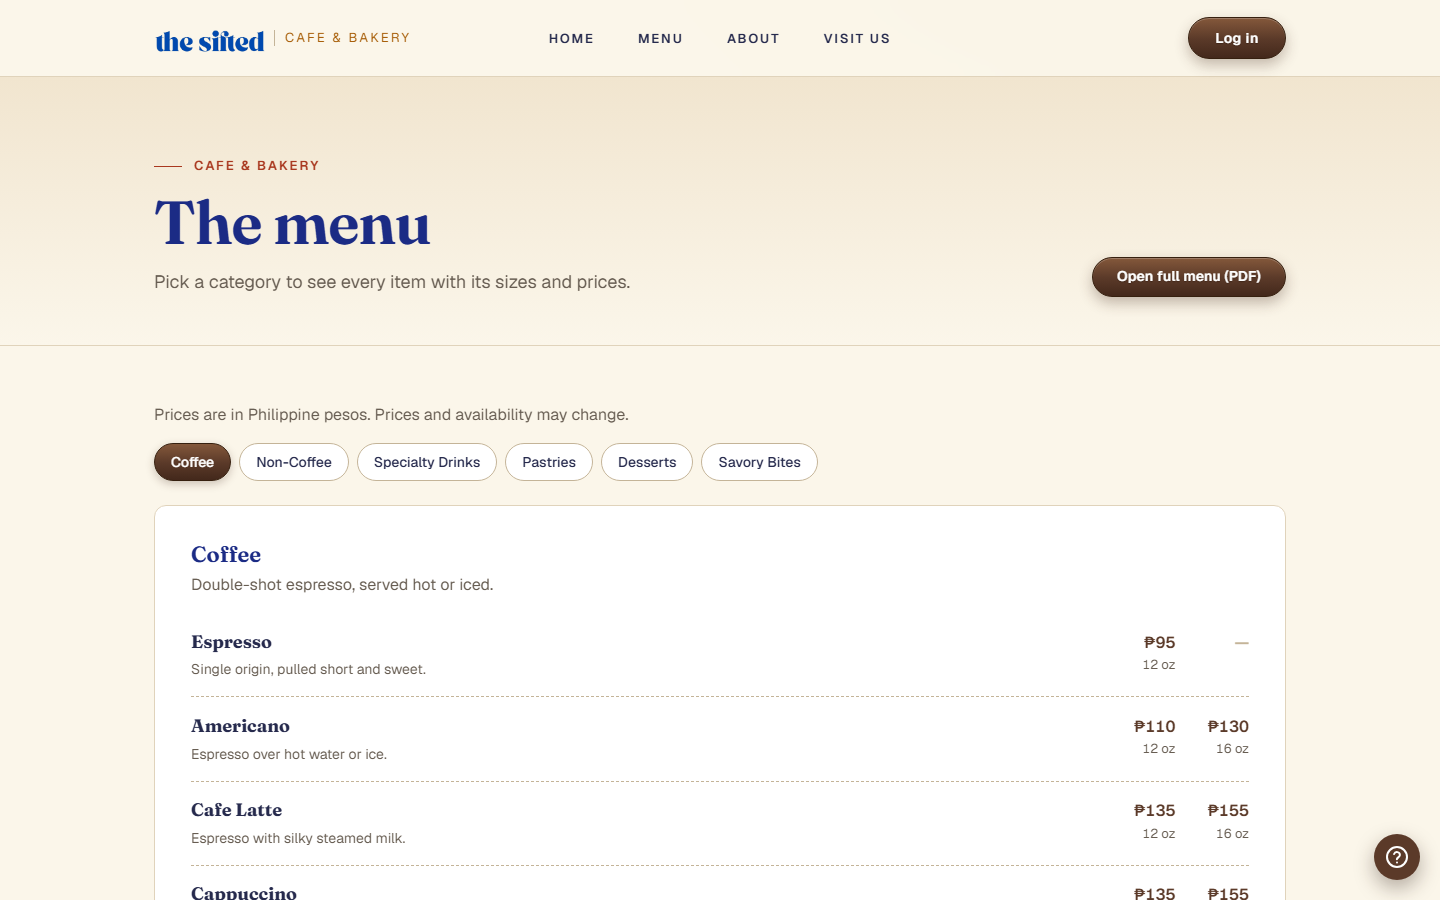 the sifted CAFE & BAKERY
HOME MENU ABOUT VISIT US
Log in
CAFE & BAKERY
The menu
Pick a category to see every item with its sizes and prices.
Open full menu (PDF)
Prices are in Philippine pesos. Prices and availability may change.
Coffee Non-Coffee Specialty Drinks Pastries Desserts Savory Bites
Coffee
Double-shot espresso, served hot or iced.
Espresso ₱95 —
Single origin, pulled short and sweet. 12 oz
Americano ₱110 ₱130
Espresso over hot water or ice. 12 oz 16 oz
Cafe Latte ₱135 ₱155
Espresso with silky steamed milk. 12 oz 16 oz
Cappuccino ₱135 ₱155